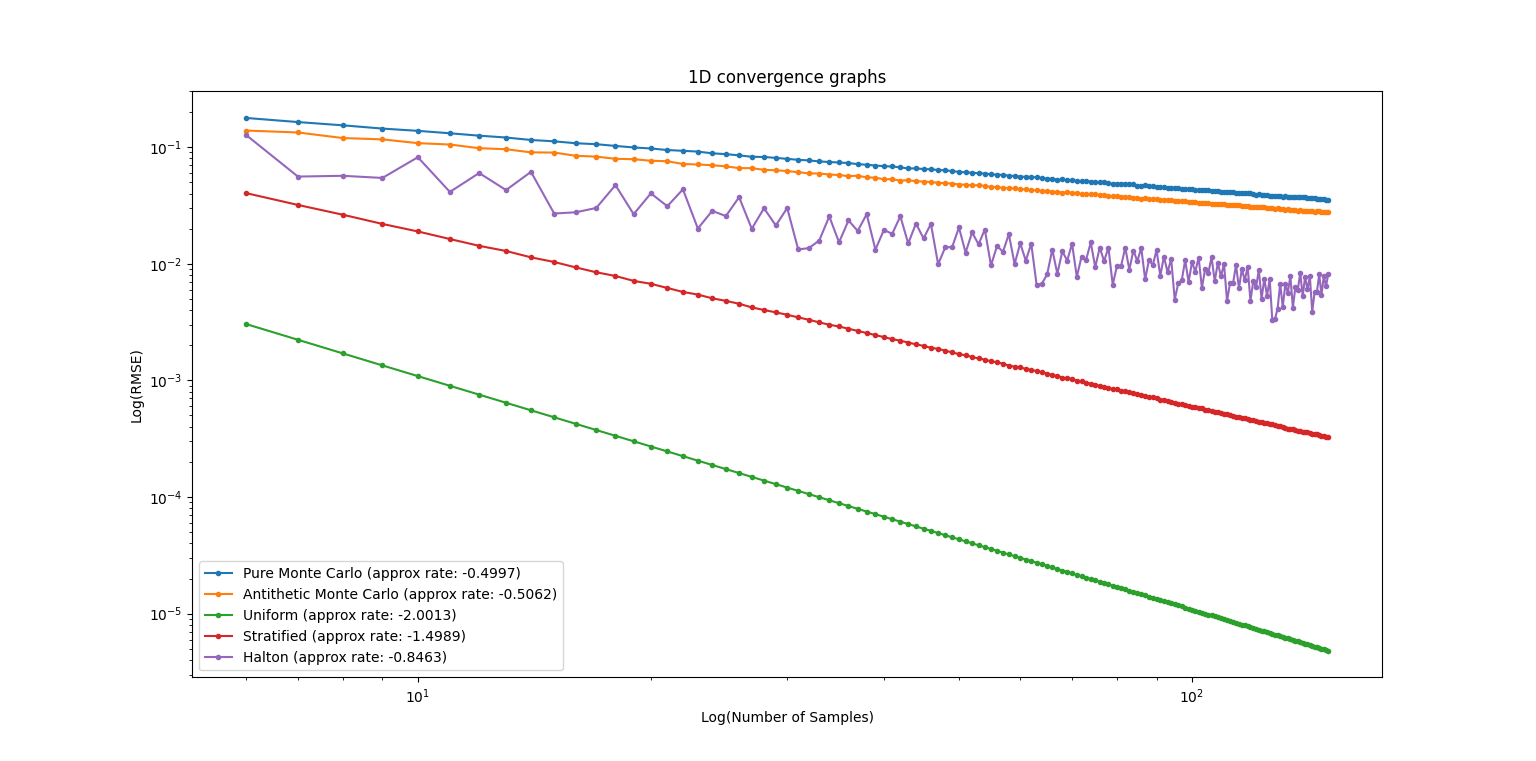 1D convergence graphs
Log(RMSE)
10⁻¹
10⁻²
10⁻³
10⁻⁴
10⁻⁵
Pure Monte Carlo (approx rate: -0.4997)
Antithetic Monte Carlo (approx rate: -0.5062)
Uniform (approx rate: -2.0013)
Stratified (approx rate: -1.4989)
Halton (approx rate: -0.8463)
10¹
10²
Log(Number of Samples)